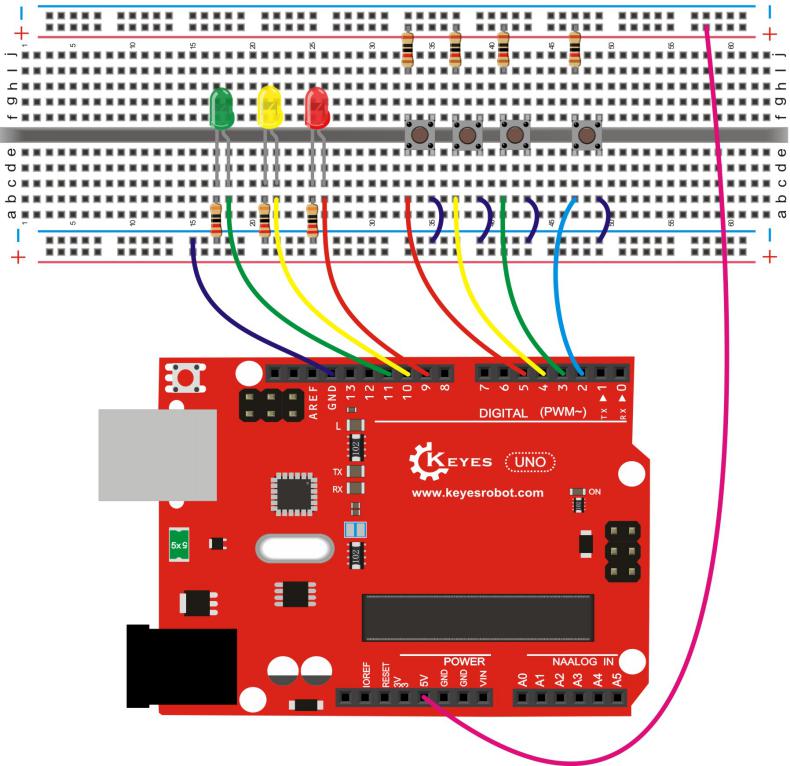 − + 1 5 10 15 20 25 30 35 40 45 50 55 60 − +
j j
i i
h h
g g
f f
e e
d d
c c
b b
a a
− + 1 5 10 15 20 25 30 35 40 45 50 55 60 − +
AREF GND 13 12 11 10 9 8 7 6 5 4 3 2 TX ▶ 1 RX ▶ 0
DIGITAL (PWM~)
L
102
KEYES UNO
TX
RX
www.keyesrobot.com
ON
5x5
102
POWER NAALOG IN
IOREF RESET 3V3 5V GND GND VIN A0 A1 A2 A3 A4 A5